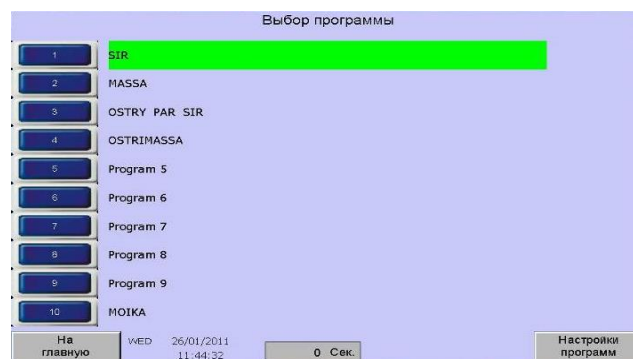 Выбор программы
1 SIR
2 MASSA
3 OSTRY PAR SIR
4 OSTRIMASSA
5 Program 5
6 Program 6
7 Program 7
8 Program 8
9 Program 9
10 MOIKA
На главную WED 26/01/2011 11:44:32 0 Сек. Настройки программ